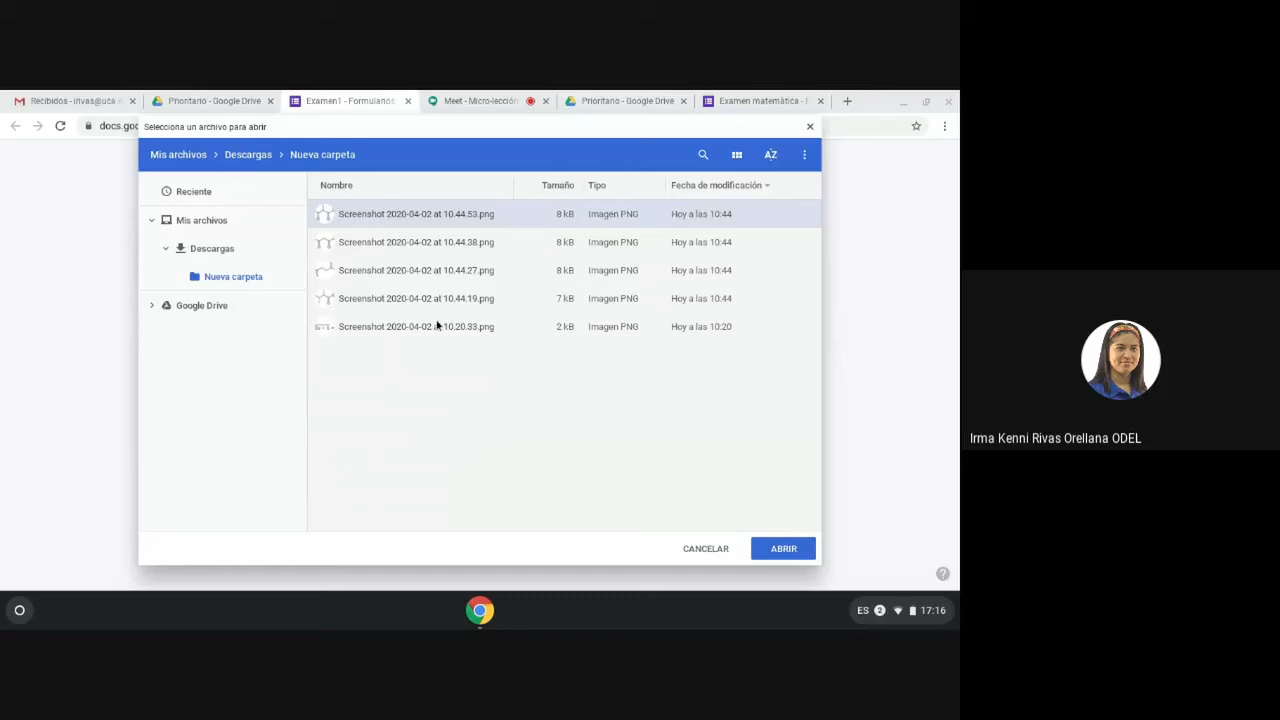 Recibidos - irivas@uca.e
Prioritario - Google Drive
Examen1 - Formularios
Meet - Micro-lección
Prioritario - Google Drive
Examen matemàtica - F
docs.goo
Selecciona un archivo para abrir
Mis archivos > Descargas > Nueva carpeta
AZ
Reciente
Mis archivos
Descargas
Nueva carpeta
Google Drive
Nombre Tamaño Tipo Fecha de modificación
Screenshot 2020-04-02 at 10.44.53.png 8 kB Imagen PNG Hoy a las 10:44
Screenshot 2020-04-02 at 10.44.38.png 8 kB Imagen PNG Hoy a las 10:44
Screenshot 2020-04-02 at 10.44.27.png 8 kB Imagen PNG Hoy a las 10:44
Screenshot 2020-04-02 at 10.44.19.png 7 kB Imagen PNG Hoy a las 10:44
Screenshot 2020-04-02 at 10.20.33.png 2 kB Imagen PNG Hoy a las 10:20
CANCELAR ABRIR
ES 2 17:16
Irma Kenni Rivas Orellana ODEL